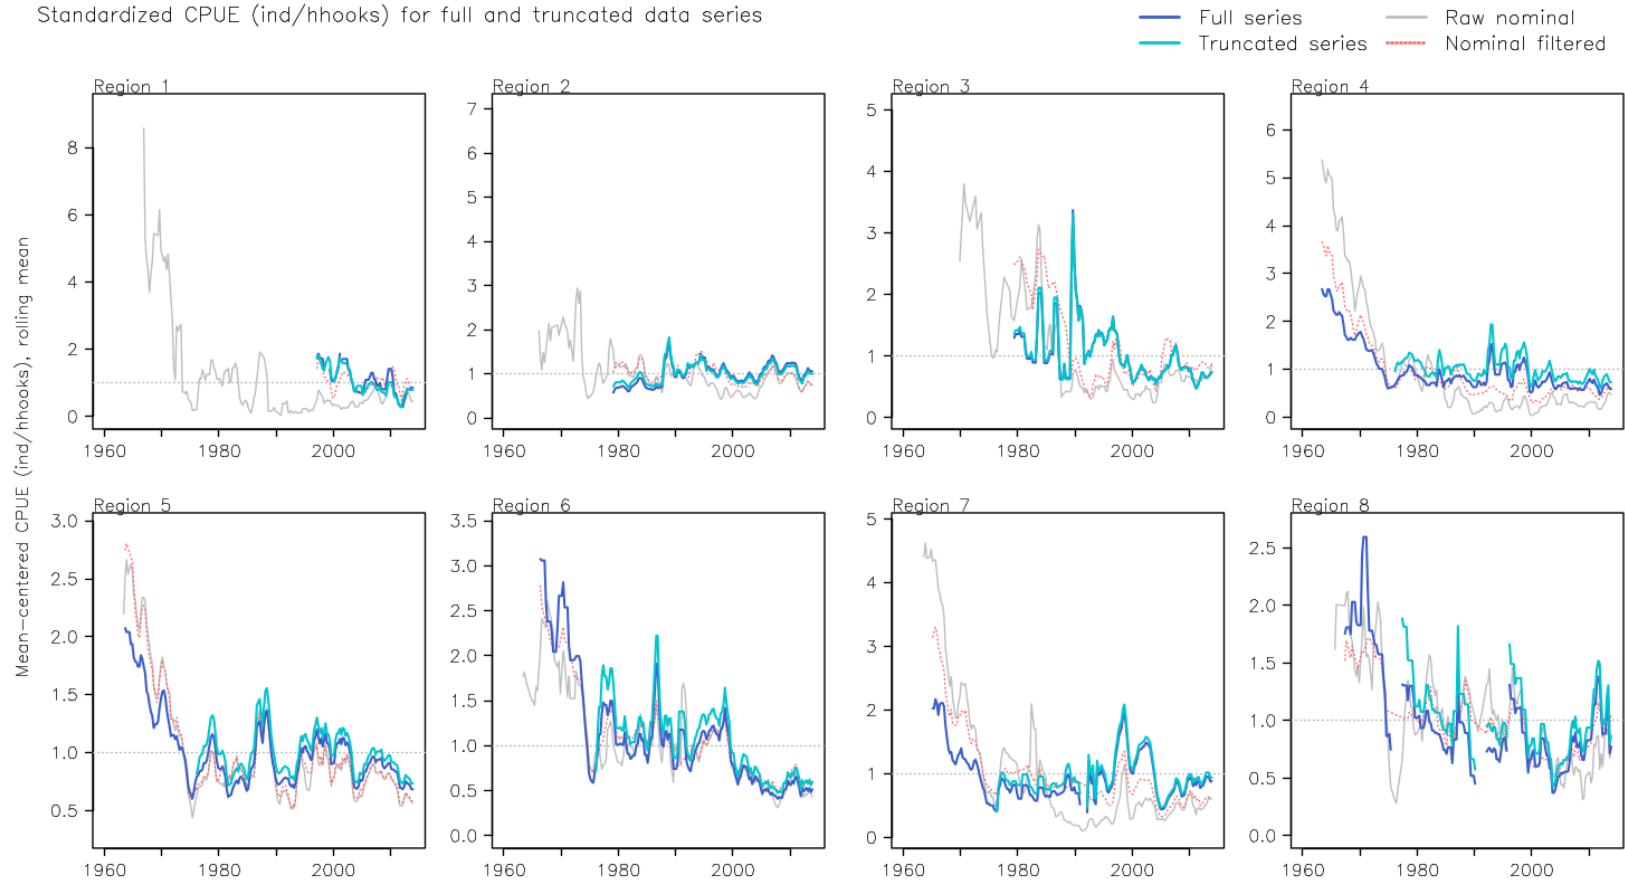 Standardized CPUE (ind/hhooks) for full and truncated data series
Full series
Raw nominal
Truncated series
Nominal filtered
Mean-centered CPUE (ind/hhooks), rolling mean
Region 1
8
6
4
2
0
1960 1980 2000
Region 2
7
6
5
4
3
2
1
0
1960 1980 2000
Region 3
5
4
3
2
1
0
1960 1980 2000
Region 4
6
5
4
3
2
1
0
1960 1980 2000
Region 5
3.0
2.5
2.0
1.5
1.0
0.5
1960 1980 2000
Region 6
3.5
3.0
2.5
2.0
1.5
1.0
0.5
0.0
1960 1980 2000
Region 7
5
4
3
2
1
0
1960 1980 2000
Region 8
2.5
2.0
1.5
1.0
0.5
0.0
1960 1980 2000